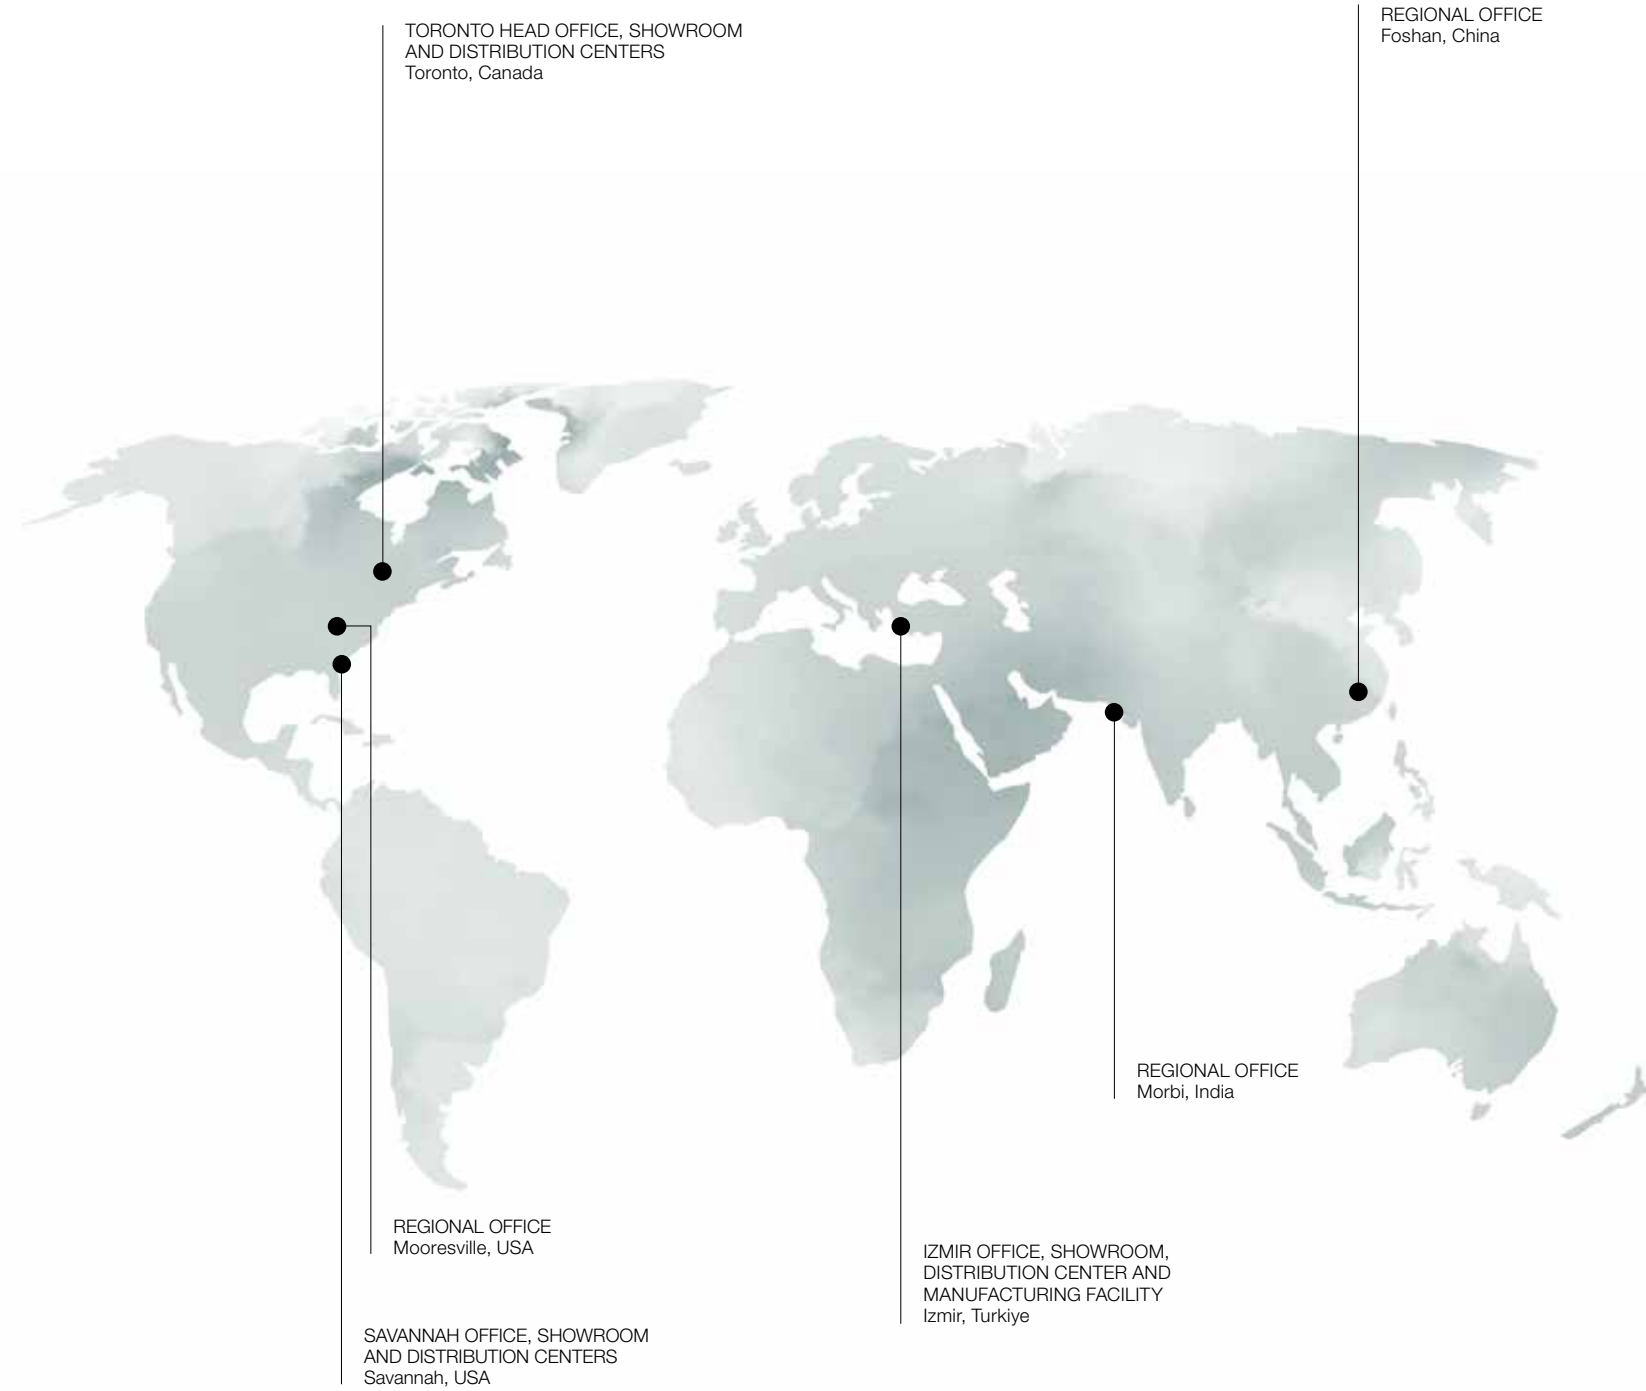 REGIONAL OFFICE
Foshan, China
TORONTO HEAD OFFICE, SHOWROOM
AND DISTRIBUTION CENTERS
Toronto, Canada
REGIONAL OFFICE
Morbi, India
REGIONAL OFFICE
Mooresville, USA
IZMIR OFFICE, SHOWROOM,
DISTRIBUTION CENTER AND
MANUFACTURING FACILITY
Izmir, Turkiye
SAVANNAH OFFICE, SHOWROOM
AND DISTRIBUTION CENTERS
Savannah, USA